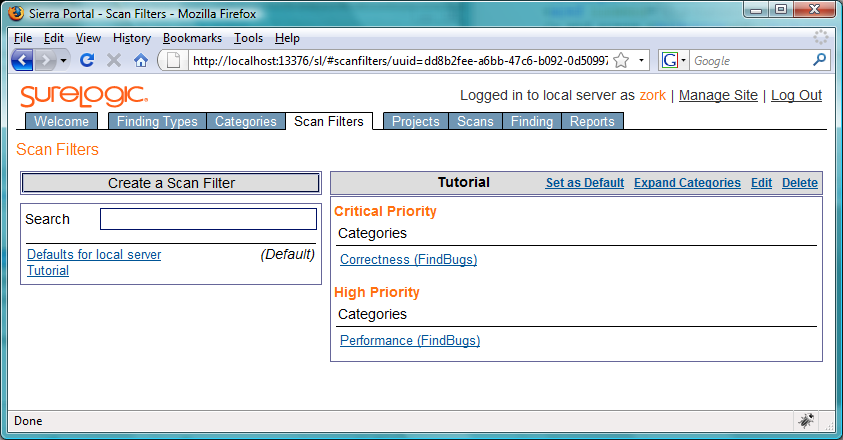 Sierra Portal - Scan Filters - Mozilla Firefox
File Edit View History Bookmarks Tools Help
http://localhost:13376/sl/#scanfilters/uuid=dd8b2fee-a6bb-47c6-b092-0d50997
G Google
SURELOGIC
Logged in to local server as zork | Manage Site | Log Out
Welcome Finding Types Categories Scan Filters Projects Scans Finding Reports
Scan Filters
Create a Scan Filter
Search
Defaults for local server (Default)
Tutorial
Tutorial Set as Default Expand Categories Edit Delete
Critical Priority
Categories
Correctness (FindBugs)
High Priority
Categories
Performance (FindBugs)
Done